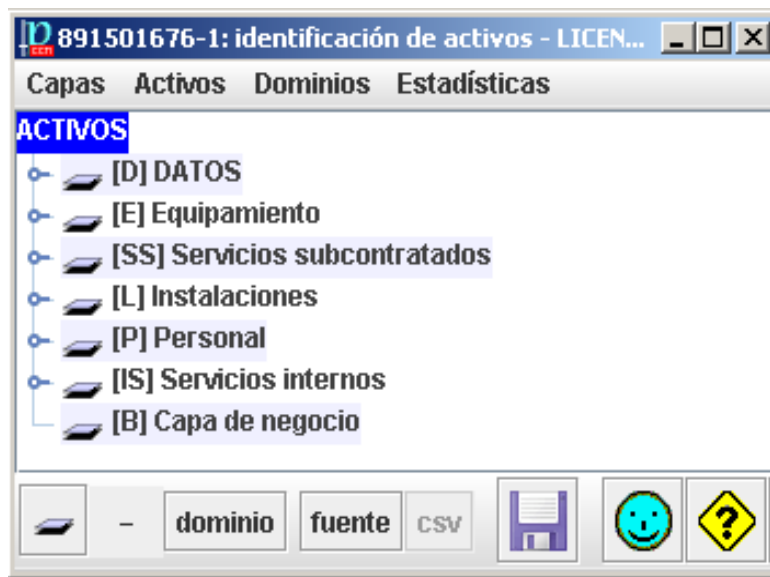 891501676-1: identificación de activos - LICEN...
Capas Activos Dominios Estadísticas
ACTIVOS
[D] DATOS
[E] Equipamiento
[SS] Servicios subcontratados
[L] Instalaciones
[P] Personal
[IS] Servicios internos
[B] Capa de negocio
– dominio fuente csv